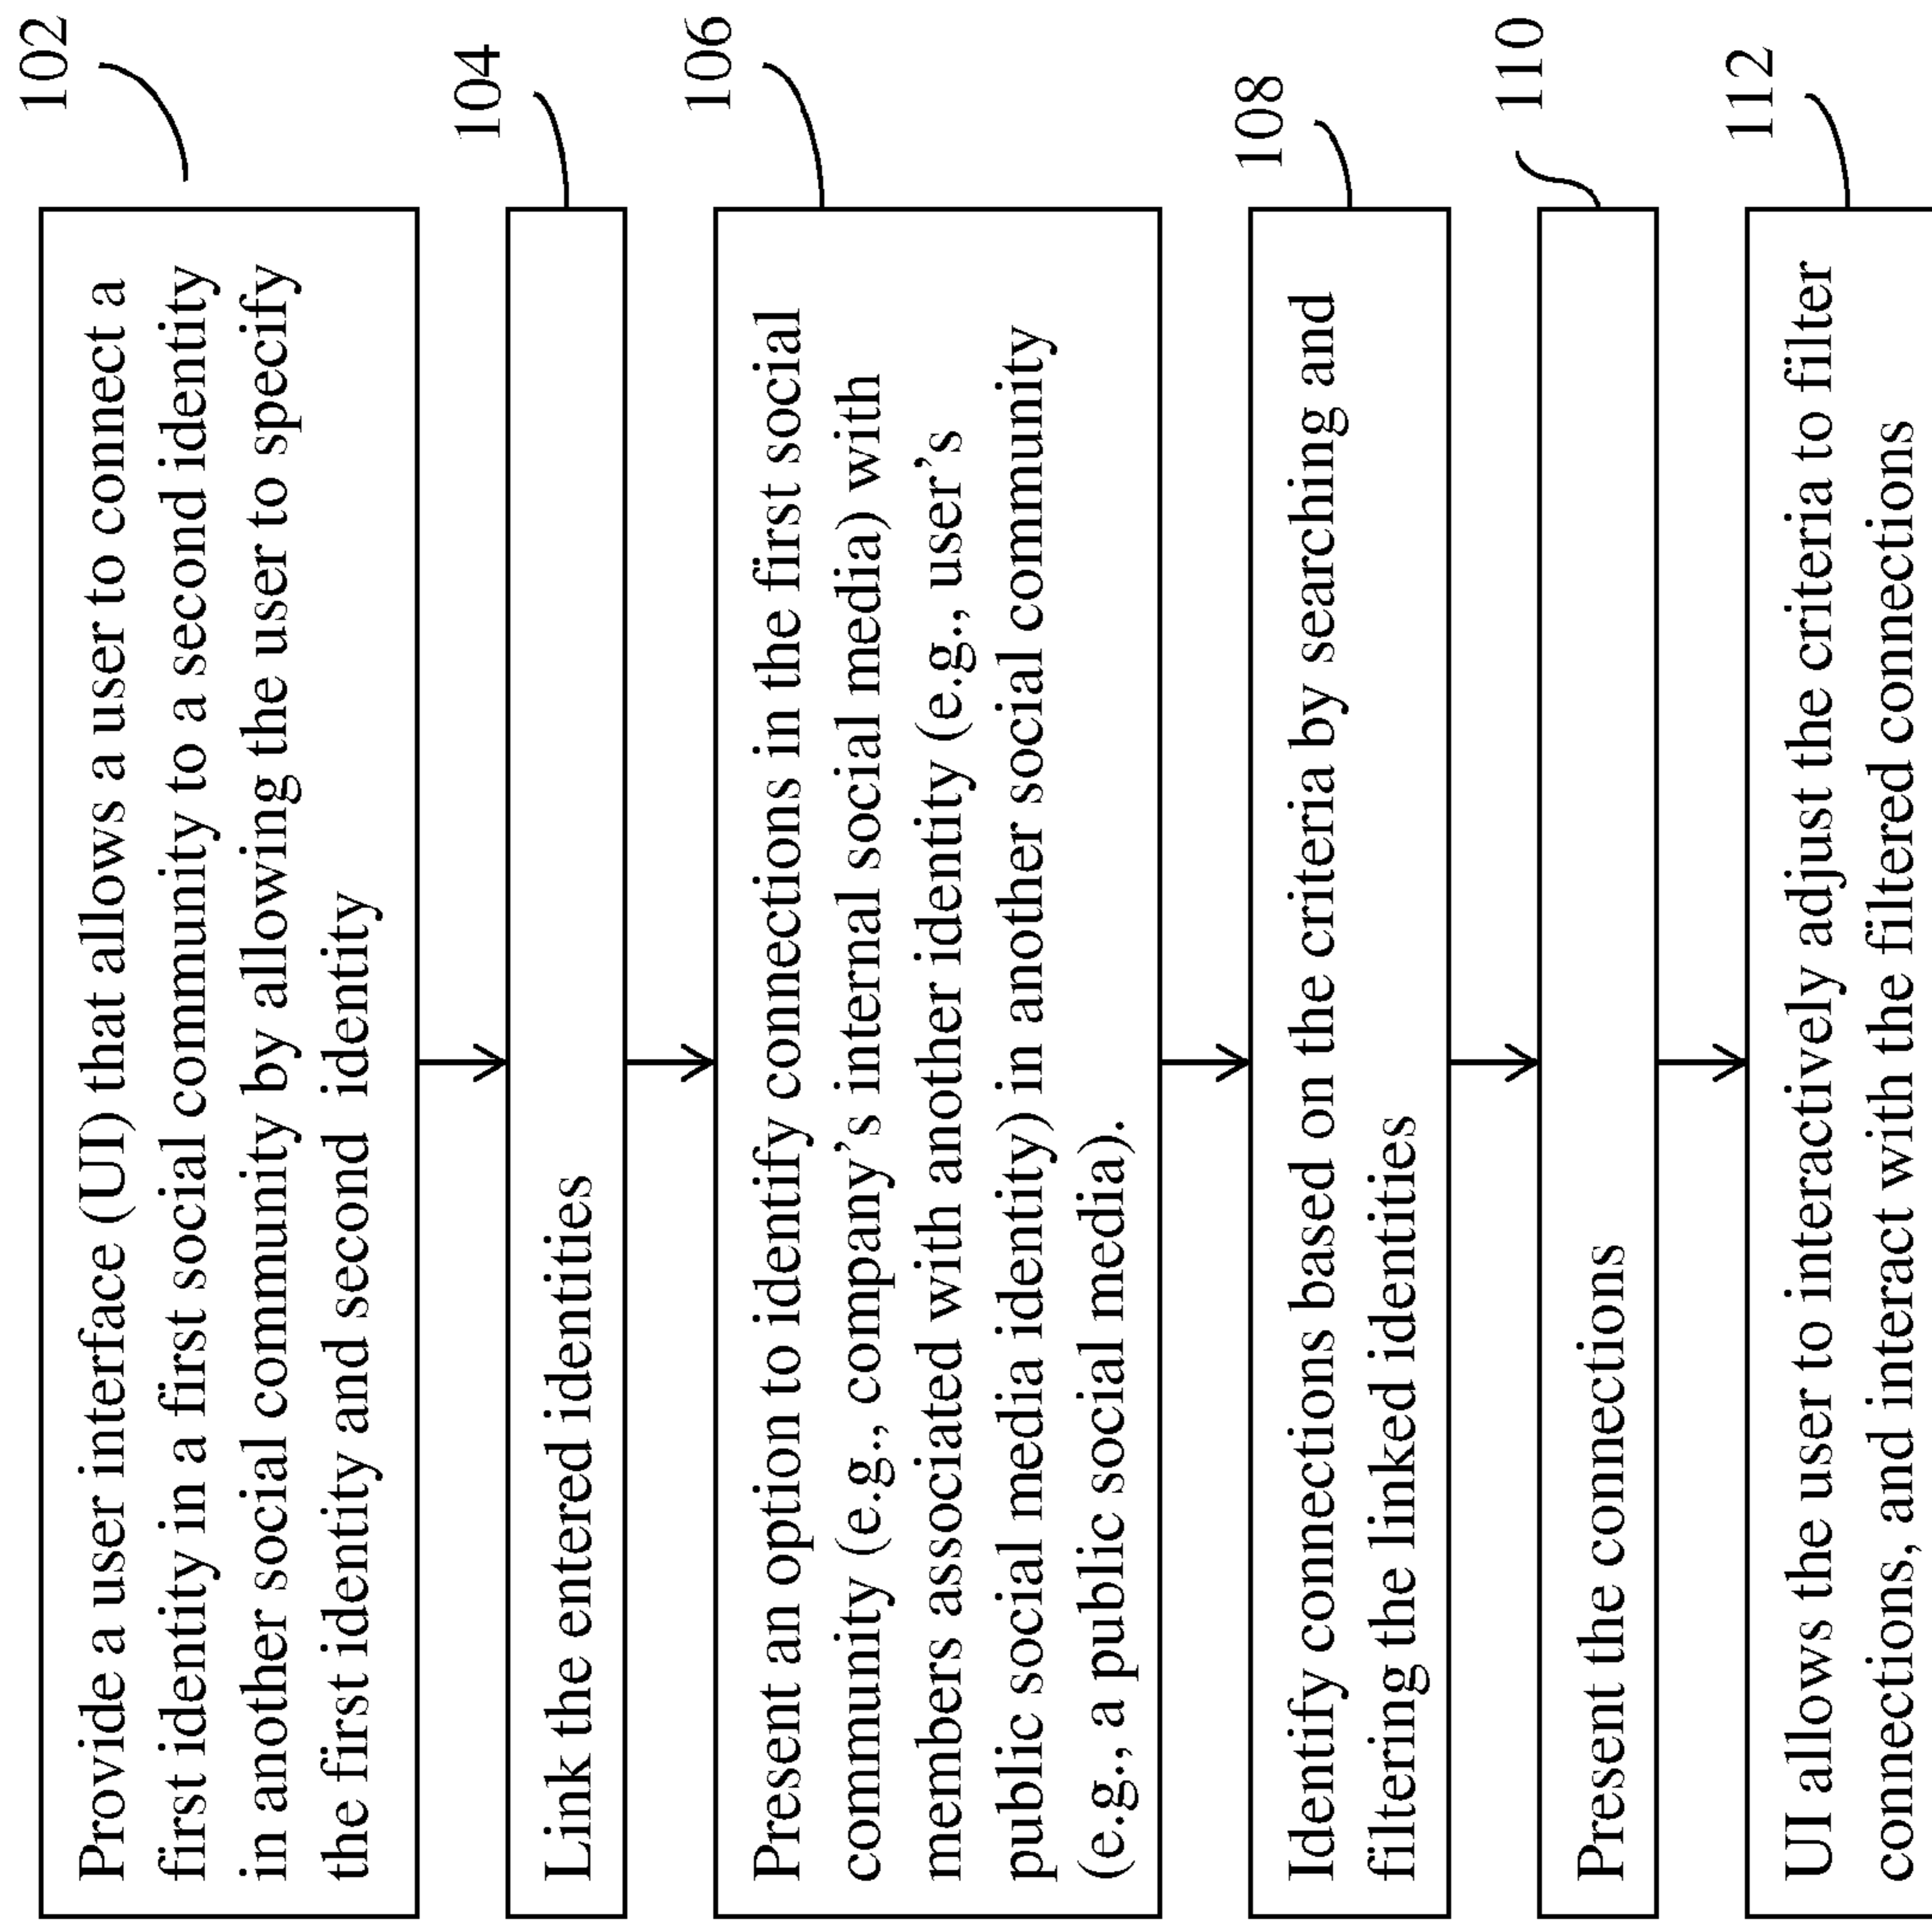 102
Provide a user interface (UI) that allows a user to connect a
first identity in a first social community to a second identity
in another social community by allowing the user to specify
the first identity and second identity
104
Link the entered identities
106
Present an option to identify connections in the first social
community (e.g., company's internal social media) with
members associated with another identity (e.g., user's
public social media identity) in another social community
(e.g., a public social media).
108
Identify connections based on the criteria by searching and
filtering the linked identities
110
Present the connections
112
UI allows the user to interactively adjust the criteria to filter
connections, and interact with the filtered connections